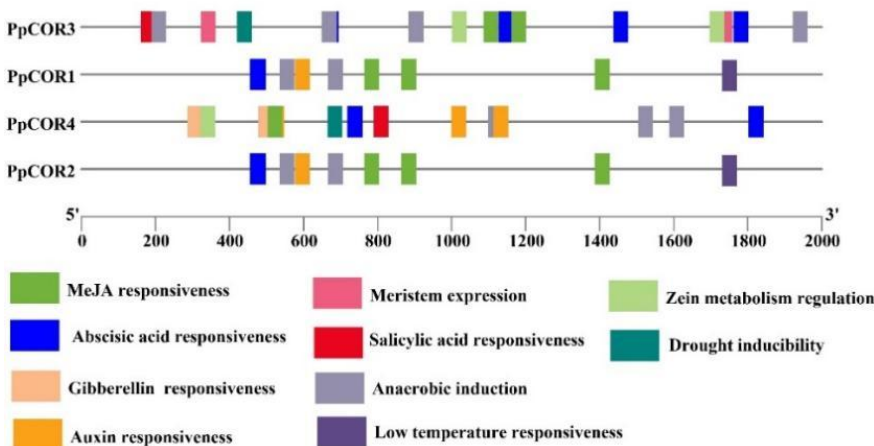 PpCOR3
PpCOR1
PpCOR4
PpCOR2
5' 3'
0 200 400 600 800 1000 1200 1400 1600 1800 2000
MeJA responsiveness
Meristem expression
Zein metabolism regulation
Abscisic acid responsiveness
Salicylic acid responsiveness
Drought inducibility
Gibberellin responsiveness
Anaerobic induction
Auxin responsiveness
Low temperature responsiveness